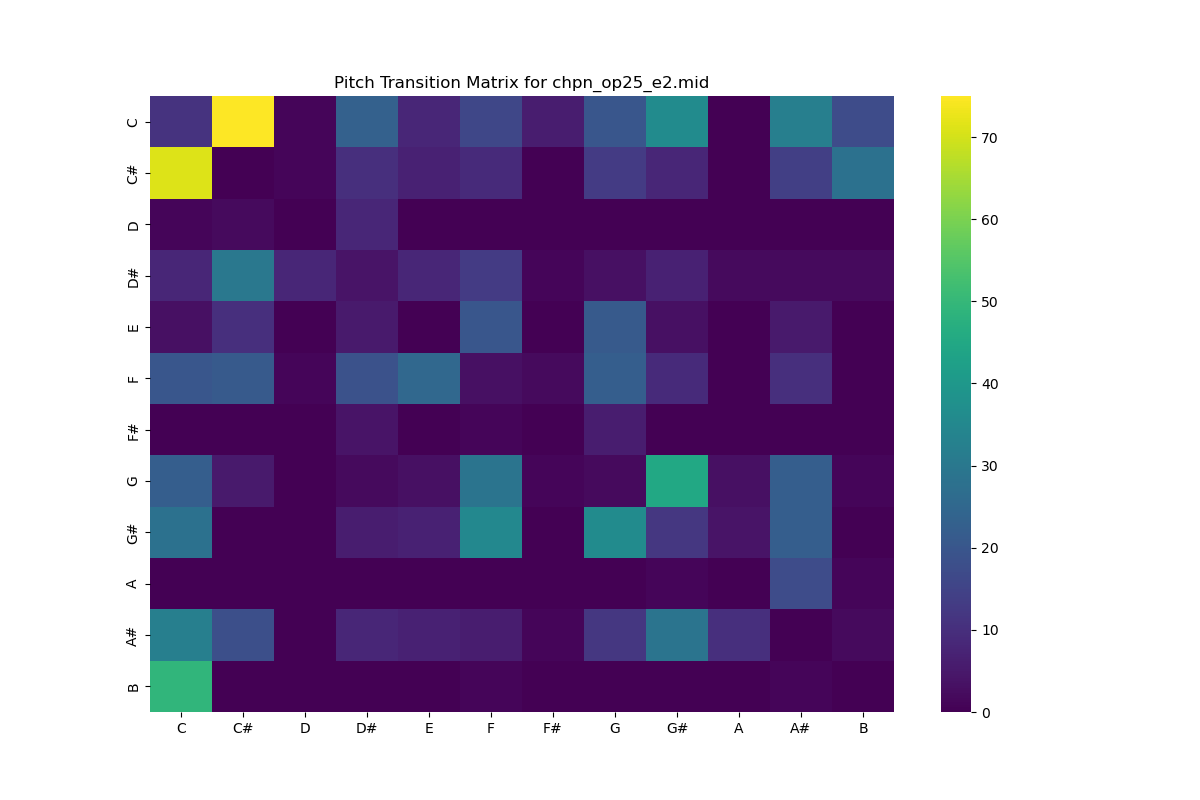 Pitch Transition Matrix for chpn_op25_e2.mid
C
C#
D
D#
E
F
F#
G
G#
A
A#
B
C C# D D# E F F# G G# A A# B
70
60
50
40
30
20
10
0